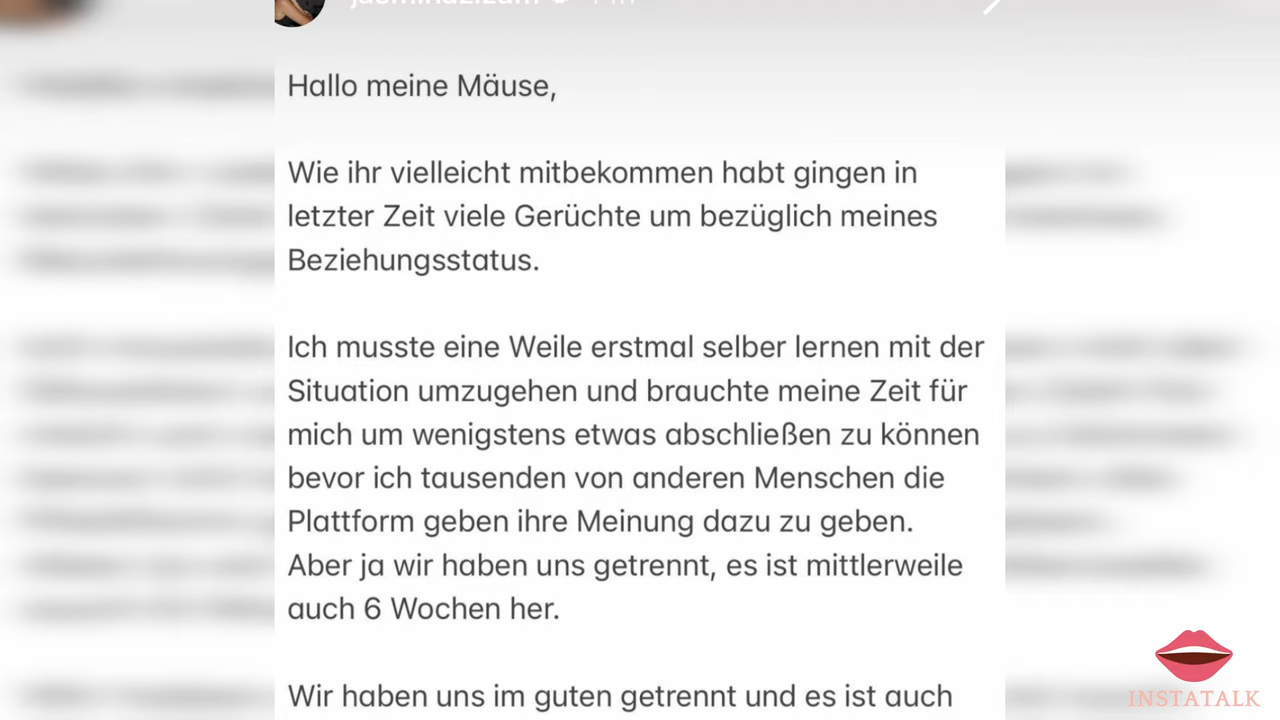 Hallo meine Mäuse,
Wie ihr vielleicht mitbekommen habt gingen in
letzter Zeit viele Gerüchte um bezüglich meines
Beziehungsstatus.
Ich musste eine Weile erstmal selber lernen mit der
Situation umzugehen und brauchte meine Zeit für
mich um wenigstens etwas abschließen zu können
bevor ich tausenden von anderen Menschen die
Plattform geben ihre Meinung dazu zu geben.
Aber ja wir haben uns getrennt, es ist mittlerweile
auch 6 Wochen her.
Wir haben uns im guten getrennt und es ist auch
INSTATALK